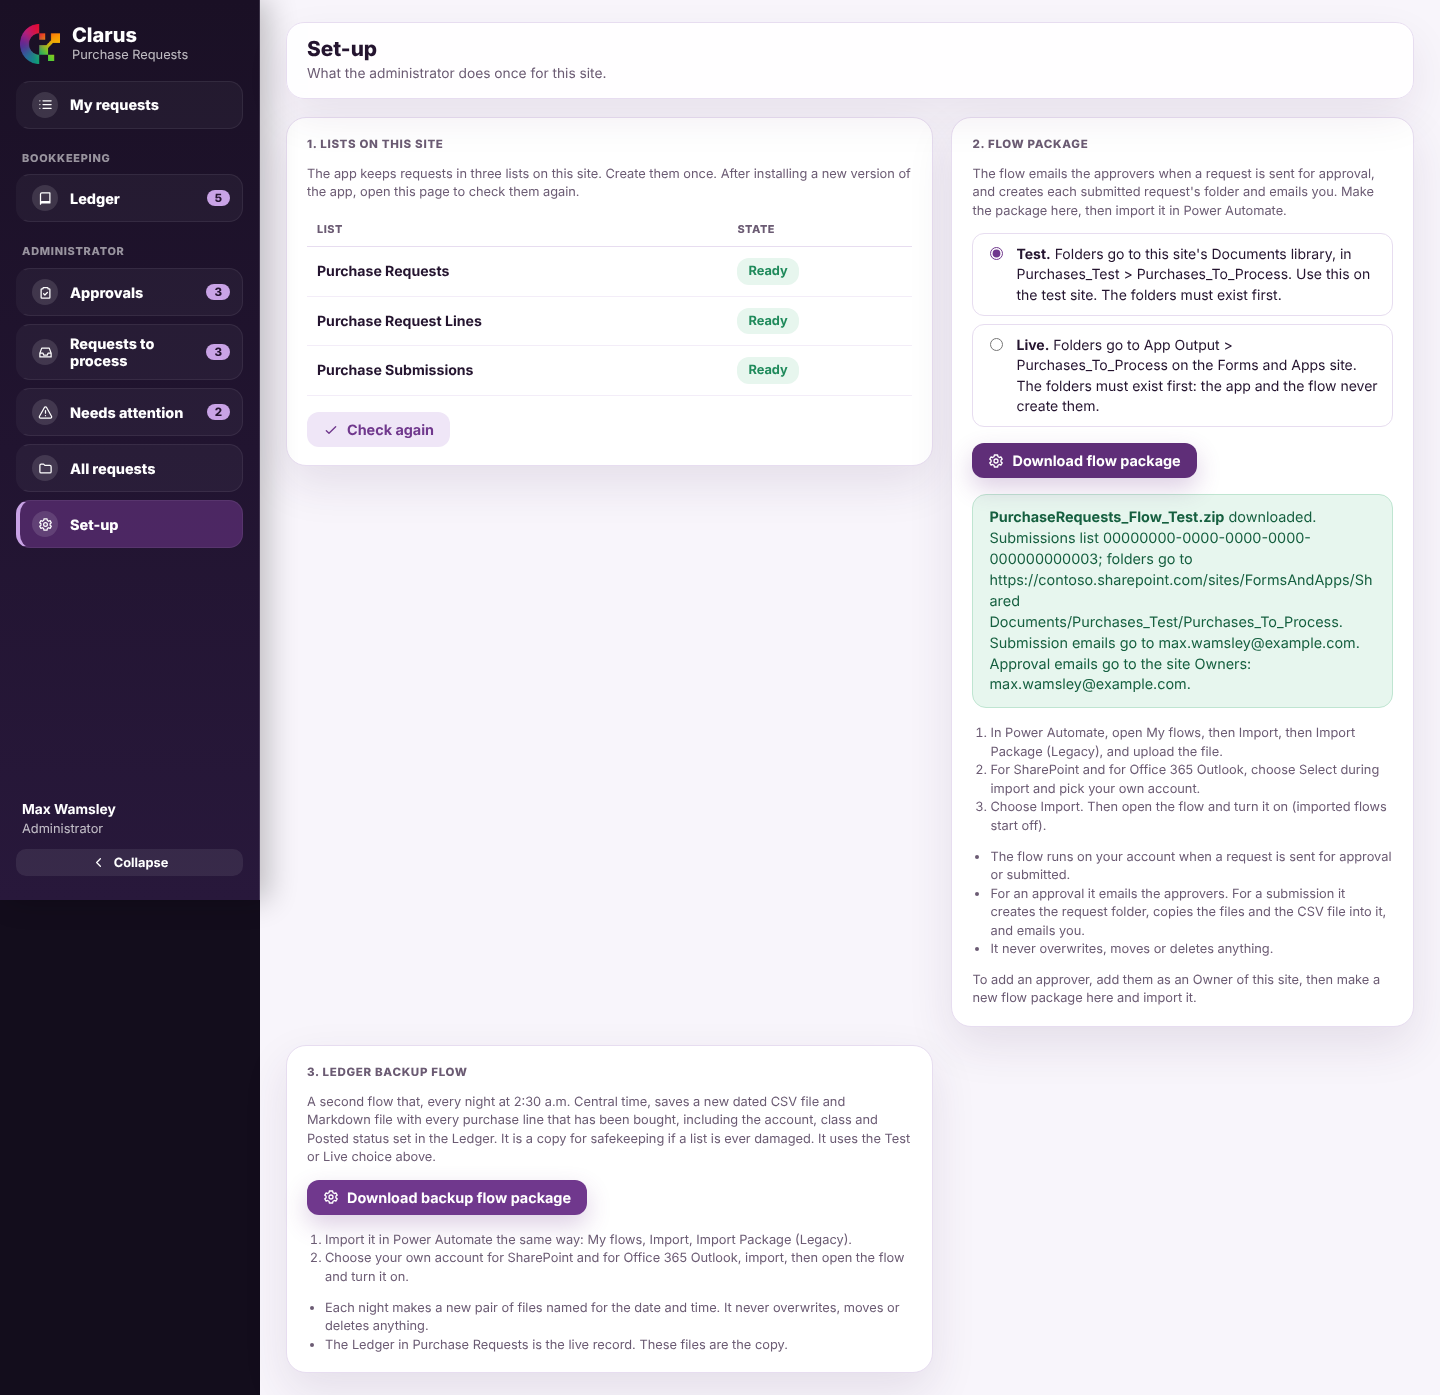 Clarus
Purchase Requests
My requests
BOOKKEEPING
Ledger 5
ADMINISTRATOR
Approvals 3
Requests to
process 3
Needs attention 2
All requests
Set-up
Max Wamsley
Administrator
Collapse
Set-up
What the administrator does once for this site.
1. LISTS ON THIS SITE
The app keeps requests in three lists on this site. Create them once. After installing a new version of
the app, open this page to check them again.
LIST STATE
Purchase Requests Ready
Purchase Request Lines Ready
Purchase Submissions Ready
Check again
2. FLOW PACKAGE
The flow emails the approvers when a request is sent for approval,
and creates each submitted request's folder and emails you. Make
the package here, then import it in Power Automate.
Test. Folders go to this site's Documents library, in
Purchases_Test > Purchases_To_Process. Use this on
the test site. The folders must exist first.
Live. Folders go to App Output >
Purchases_To_Process on the Forms and Apps site.
The folders must exist first: the app and the flow never
create them.
Download flow package
PurchaseRequests_Flow_Test.zip downloaded.
Submissions list 00000000-0000-0000-0000-
000000000003; folders go to
https://contoso.sharepoint.com/sites/FormsAndApps/Sh
ared
Documents/Purchases_Test/Purchases_To_Process.
Submission emails go to max.wamsley@example.com.
Approval emails go to the site Owners:
max.wamsley@example.com.
1. In Power Automate, open My flows, then Import, then Import
Package (Legacy), and upload the file.
2. For SharePoint and for Office 365 Outlook, choose Select during
import and pick your own account.
3. Choose Import. Then open the flow and turn it on (imported flows
start off).
• The flow runs on your account when a request is sent for approval
or submitted.
• For an approval it emails the approvers. For a submission it
creates the request folder, copies the files and the CSV file into it,
and emails you.
• It never overwrites, moves or deletes anything.
To add an approver, add them as an Owner of this site, then make a
new flow package here and import it.
3. LEDGER BACKUP FLOW
A second flow that, every night at 2:30 a.m. Central time, saves a new dated CSV file and
Markdown file with every purchase line that has been bought, including the account, class and
Posted status set in the Ledger. It is a copy for safekeeping if a list is ever damaged. It uses the Test
or Live choice above.
Download backup flow package
1. Import it in Power Automate the same way: My flows, Import, Import Package (Legacy).
2. Choose your own account for SharePoint and for Office 365 Outlook, import, then open the flow
and turn it on.
• Each night makes a new pair of files named for the date and time. It never overwrites, moves or
deletes anything.
• The Ledger in Purchase Requests is the live record. These files are the copy.